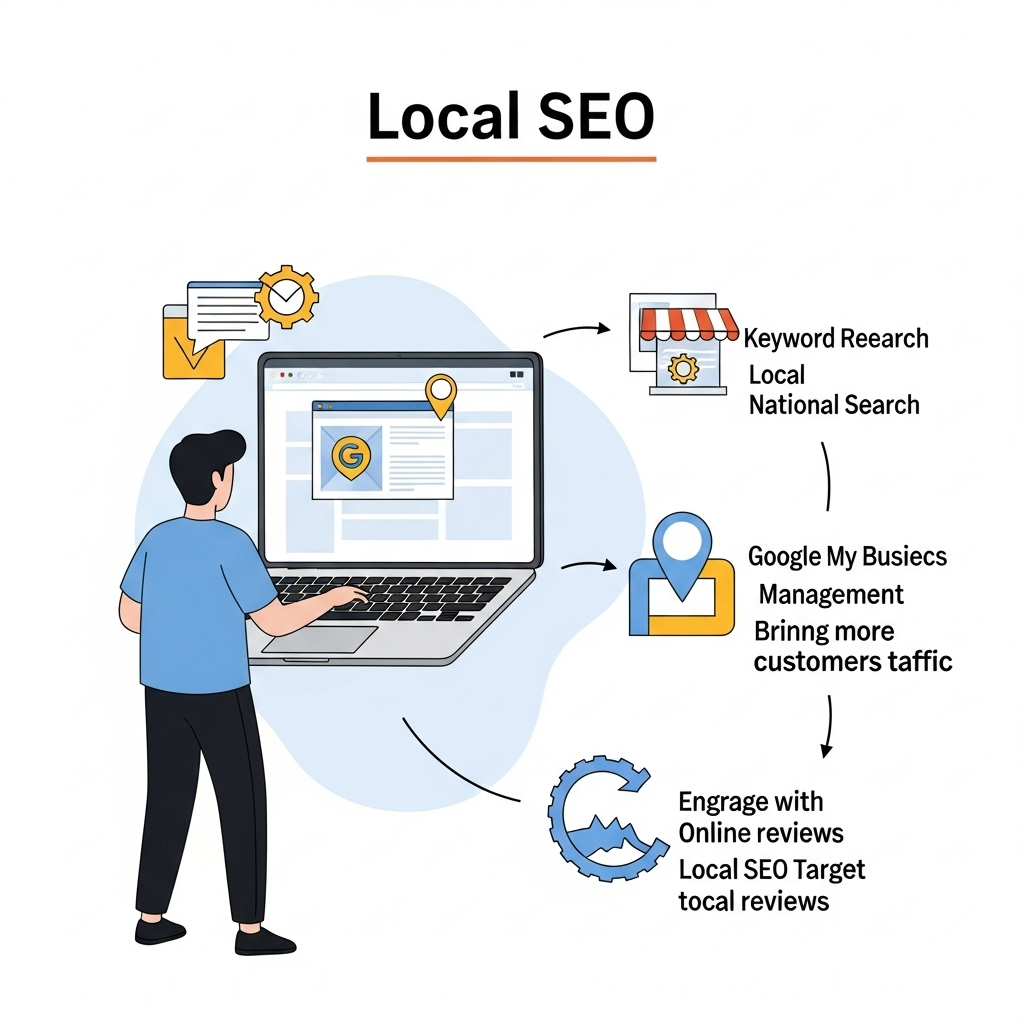 Local SEO
G
Keyword Reearch
Local
National Search
Google My Busiecs
Management
Brinng more
customers taffic
Engrage with
Online reviews
Local SEO Target
tocal reviews